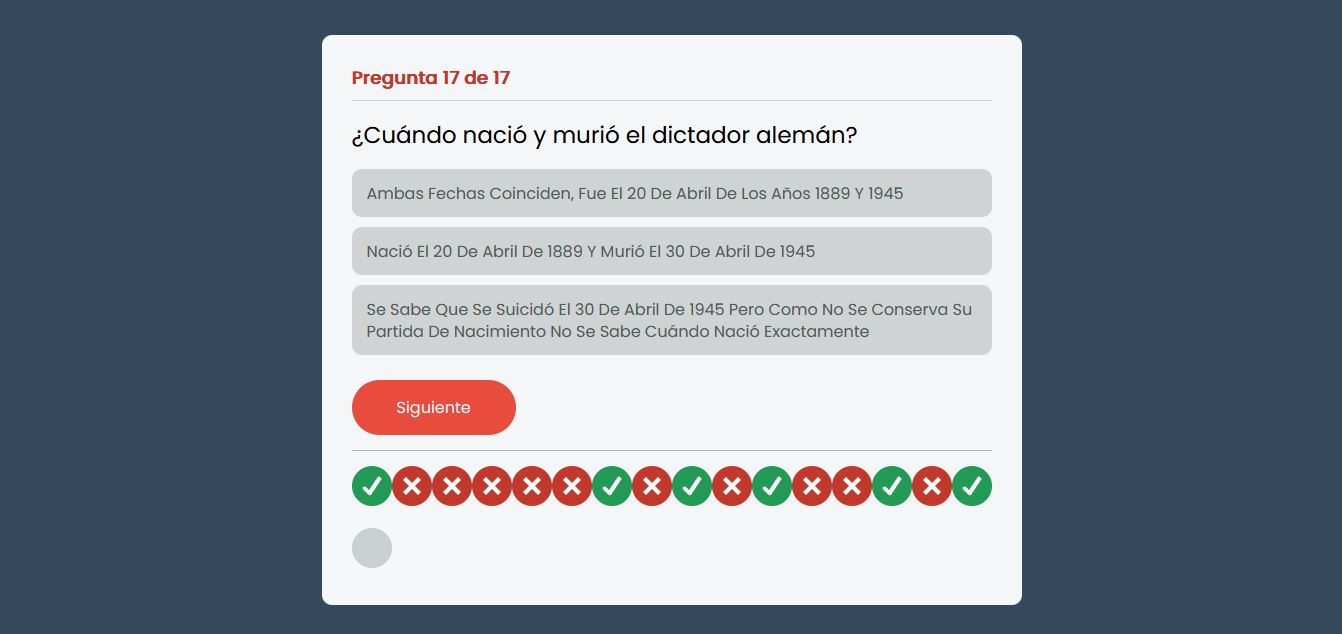 Pregunta 17 de 17
¿Cuándo nació y murió el dictador alemán?
Ambas Fechas Coinciden, Fue El 20 De Abril De Los Años 1889 Y 1945
Nació El 20 De Abril De 1889 Y Murió El 30 De Abril De 1945
Se Sabe Que Se Suicidó El 30 De Abril De 1945 Pero Como No Se Conserva Su
Partida De Nacimiento No Se Sabe Cuándo Nació Exactamente
Siguiente